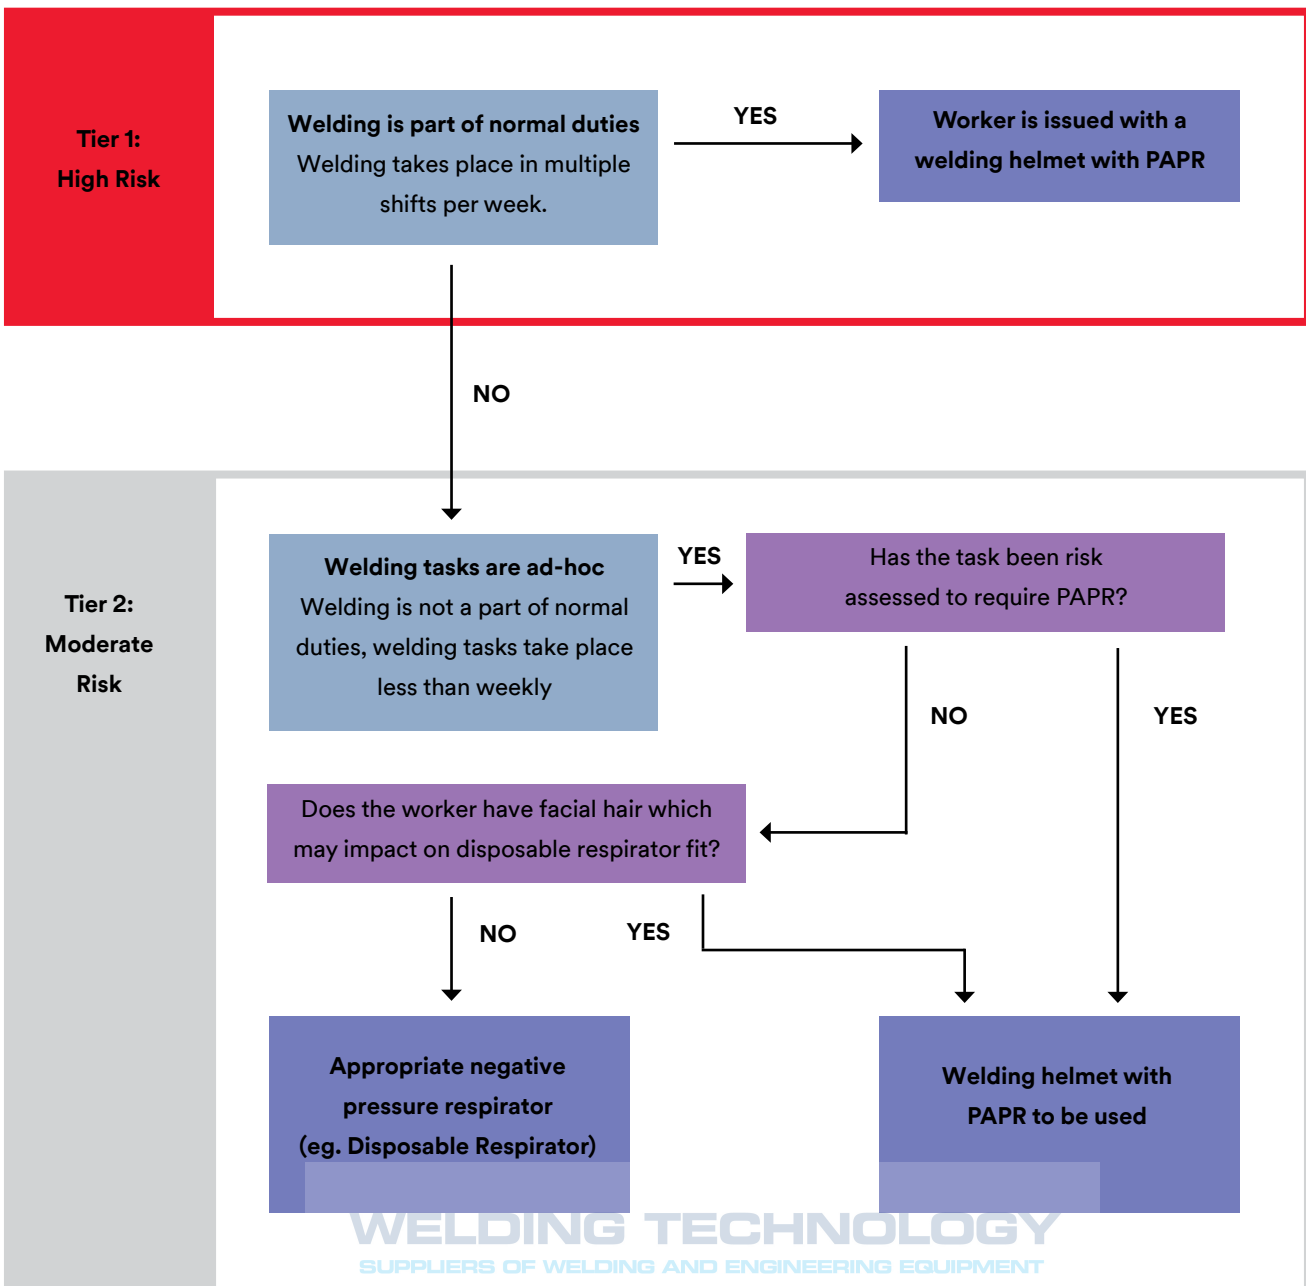 Tier 1:
High Risk
Welding is part of normal duties
Welding takes place in multiple
shifts per week.
YES
Worker is issued with a
welding helmet with PAPR
NO
Tier 2:
Moderate
Risk
Welding tasks are ad-hoc
Welding is not a part of normal
duties, welding tasks take place
less than weekly
YES
Has the task been risk
assessed to require PAPR?
NO
YES
Does the worker have facial hair which
may impact on disposable respirator fit?
NO
YES
Appropriate negative
pressure respirator
(eg. Disposable Respirator)
Welding helmet with
PAPR to be used
WELDING TECHNOLOGY
SUPPLIERS OF WELDING AND ENGINEERING EQUIPMENT